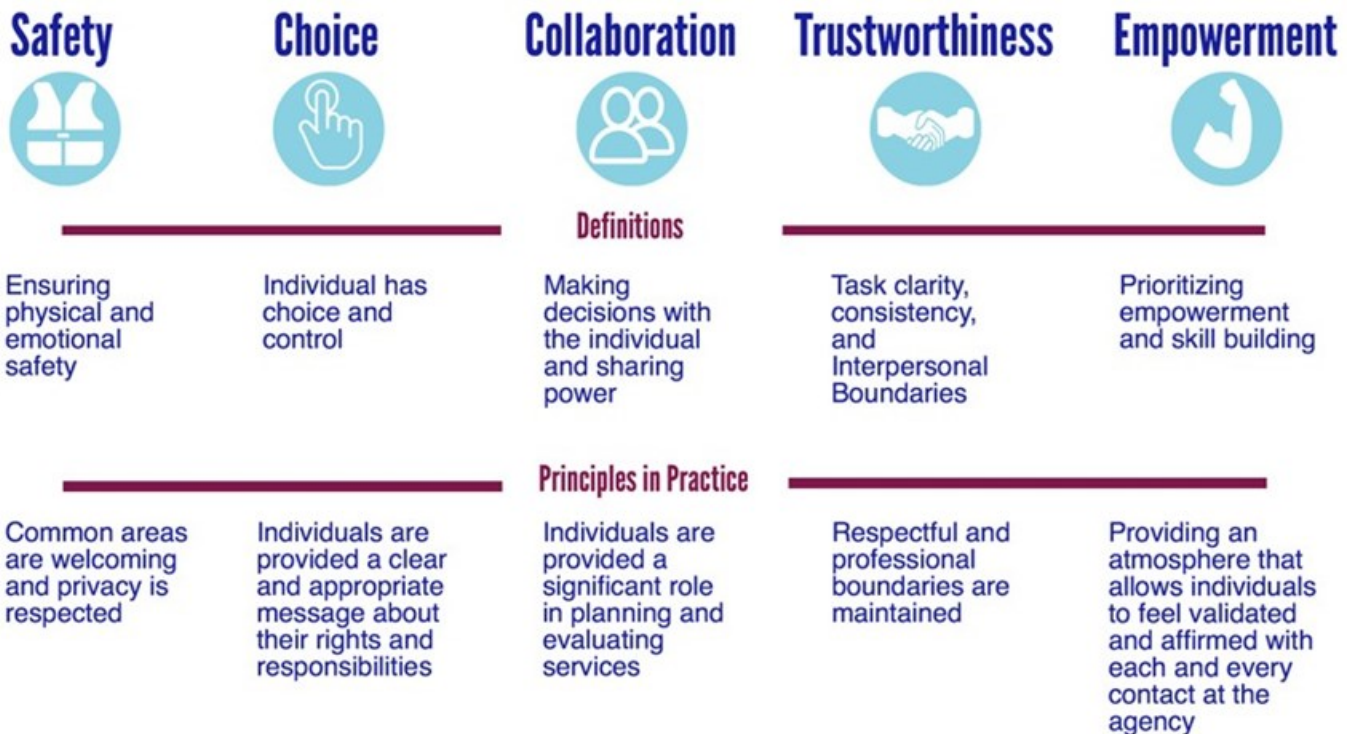 Safety
Choice
Collaboration
Trustworthiness
Empowerment
Definitions
Ensuring
physical and
emotional
safety
Individual has
choice and
control
Making
decisions with
the individual
and sharing
power
Task clarity,
consistency,
and
Interpersonal
Boundaries
Prioritizing
empowerment
and skill building
Principles in Practice
Common areas
are welcoming
and privacy is
respected
Individuals are
provided a clear
and appropriate
message about
their rights and
responsibilities
Individuals are
provided a
significant role
in planning and
evaluating
services
Respectful and
professional
boundaries are
maintained
Providing an
atmosphere that
allows individuals
to feel validated
and affirmed with
each and every
contact at the
agency